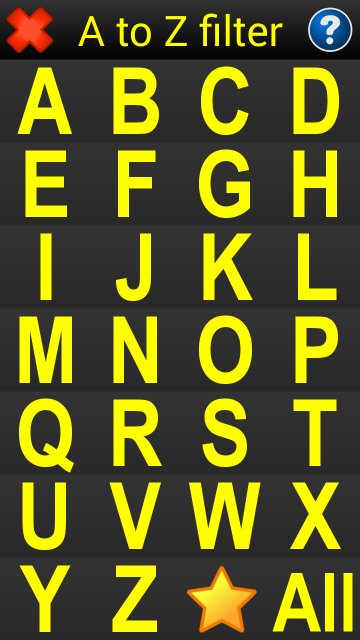 A to Z filter ?
A B C D
E F G H
I J K L
M N O P
Q R S T
U V W X
Y Z All